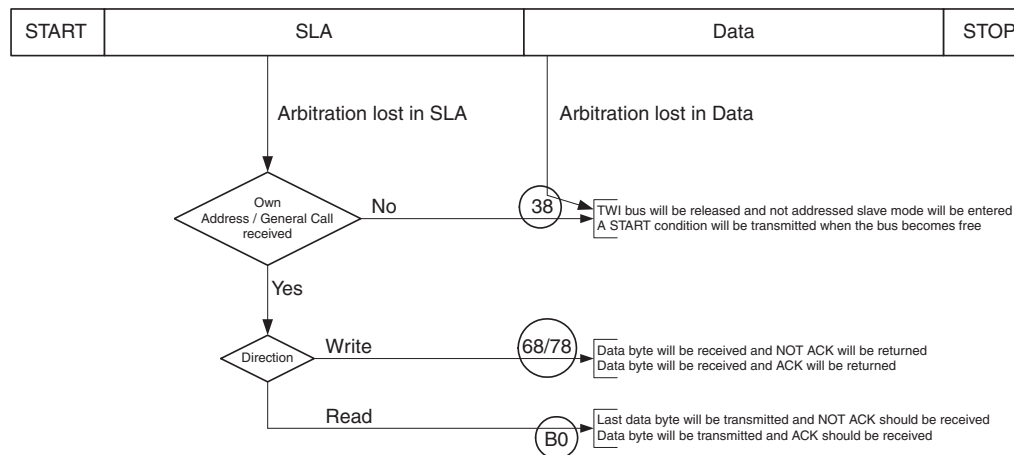 START SLA Data STOP
Arbitration lost in SLA Arbitration lost in Data
Own
Address / General Call
received
No
38
TWI bus will be released and not addressed slave mode will be entered
A START condition will be transmitted when the bus becomes free
Yes
Direction
Write
68/78
Data byte will be received and NOT ACK will be returned
Data byte will be received and ACK will be returned
Read
B0
Last data byte will be transmitted and NOT ACK should be received
Data byte will be transmitted and ACK should be received